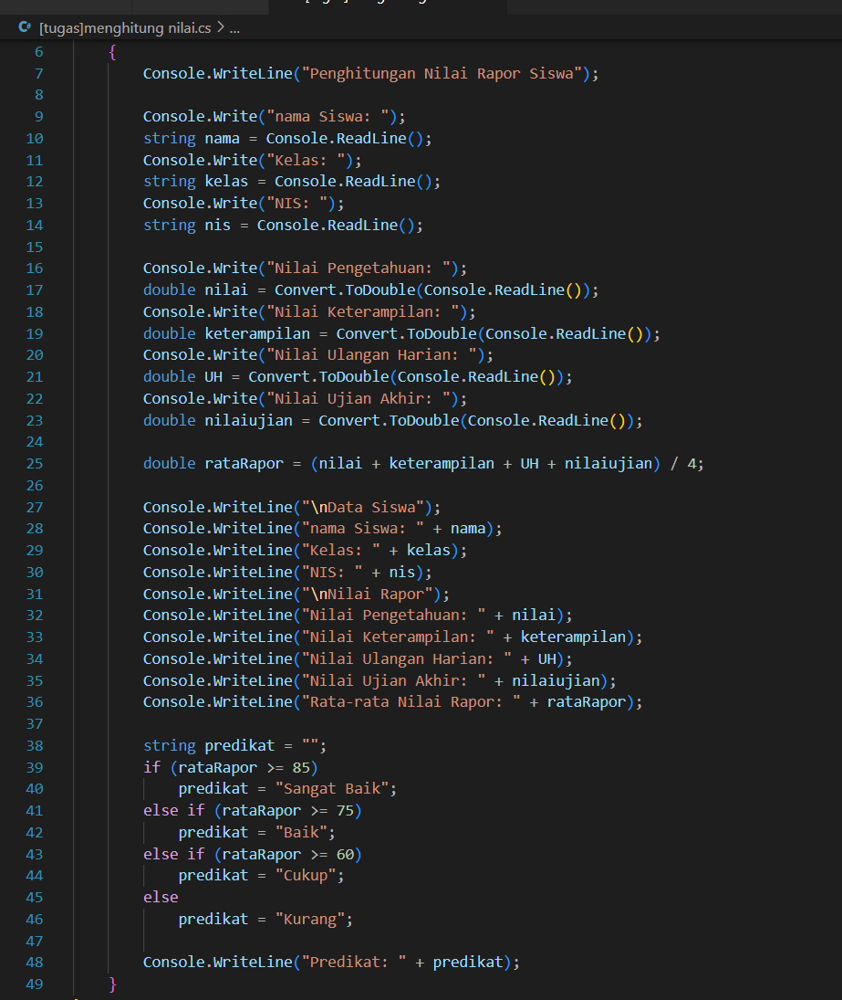 [tugas]menghitung nilai.cs > ...
6 {
7 Console.WriteLine("Penghitungan Nilai Rapor Siswa");
8
9 Console.Write("nama Siswa: ");
10 string nama = Console.ReadLine();
11 Console.Write("Kelas: ");
12 string kelas = Console.ReadLine();
13 Console.Write("NIS: ");
14 string nis = Console.ReadLine();
15
16 Console.Write("Nilai Pengetahuan: ");
17 double nilai = Convert.ToDouble(Console.ReadLine());
18 Console.Write("Nilai Keterampilan: ");
19 double keterampilan = Convert.ToDouble(Console.ReadLine());
20 Console.Write("Nilai Ulangan Harian: ");
21 double UH = Convert.ToDouble(Console.ReadLine());
22 Console.Write("Nilai Ujian Akhir: ");
23 double nilaiujian = Convert.ToDouble(Console.ReadLine());
24
25 double rataRapor = (nilai + keterampilan + UH + nilaiujian) / 4;
26
27 Console.WriteLine("\nData Siswa");
28 Console.WriteLine("nama Siswa: " + nama);
29 Console.WriteLine("Kelas: " + kelas);
30 Console.WriteLine("NIS: " + nis);
31 Console.WriteLine("\nNilai Rapor");
32 Console.WriteLine("Nilai Pengetahuan: " + nilai);
33 Console.WriteLine("Nilai Keterampilan: " + keterampilan);
34 Console.WriteLine("Nilai Ulangan Harian: " + UH);
35 Console.WriteLine("Nilai Ujian Akhir: " + nilaiujian);
36 Console.WriteLine("Rata-rata Nilai Rapor: " + rataRapor);
37
38 string predikat = "";
39 if (rataRapor >= 85)
40 predikat = "Sangat Baik";
41 else if (rataRapor >= 75)
42 predikat = "Baik";
43 else if (rataRapor >= 60)
44 predikat = "Cukup";
45 else
46 predikat = "Kurang";
47
48 Console.WriteLine("Predikat: " + predikat);
49 }